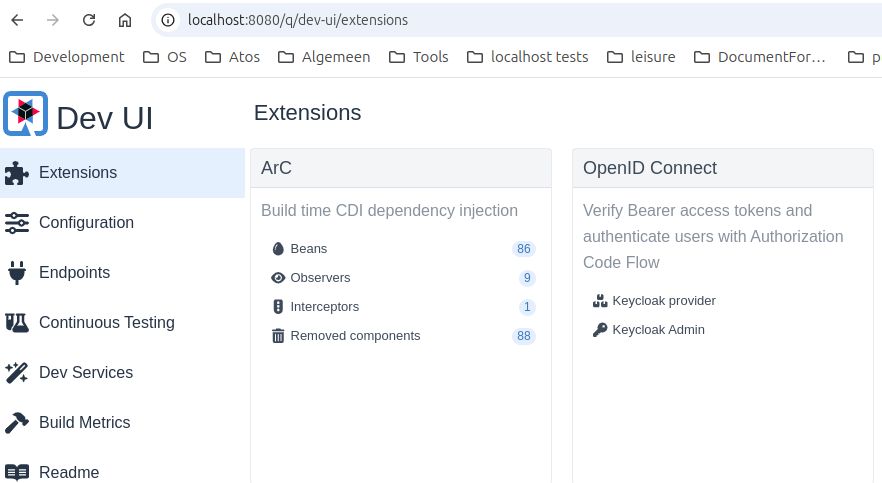 localhost:8080/q/dev-ui/extensions
Development OS Atos Algemeen Tools localhost tests leisure DocumentFor... p
Dev UI
Extensions
Configuration
Endpoints
Continuous Testing
Dev Services
Build Metrics
Readme
Extensions
ArC
Build time CDI dependency injection
Beans 86
Observers 9
Interceptors 1
Removed components 88
OpenID Connect
Verify Bearer access tokens and
authenticate users with Authorization
Code Flow
Keycloak provider
Keycloak Admin